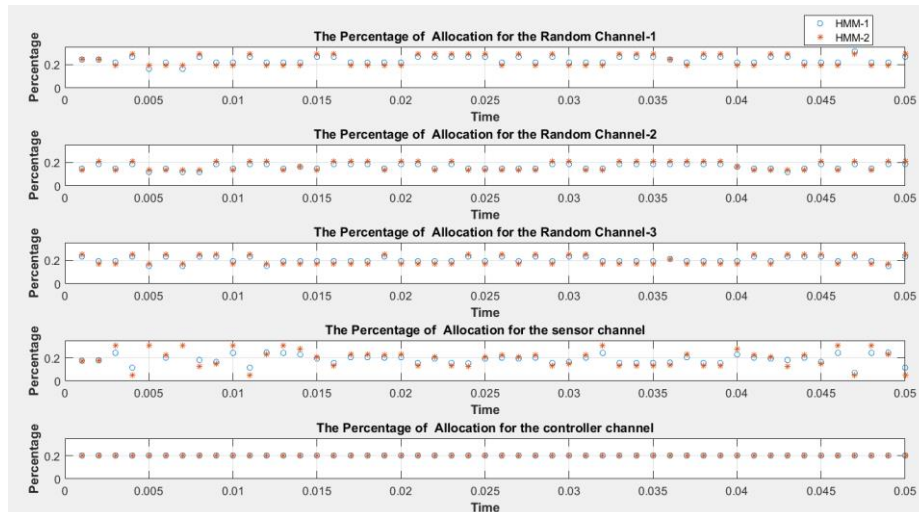 The Percentage of Allocation for the Random Channel-1
HMM-1
HMM-2
Percentage
0.2
0
0 0.005 0.01 0.015 0.02 0.025 0.03 0.035 0.04 0.045 0.05
Time
The Percentage of Allocation for the Random Channel-2
Percentage
0.2
0
0 0.005 0.01 0.015 0.02 0.025 0.03 0.035 0.04 0.045 0.05
Time
The Percentage of Allocation for the Random Channel-3
Percentage
0.2
0
0 0.005 0.01 0.015 0.02 0.025 0.03 0.035 0.04 0.045 0.05
Time
The Percentage of Allocation for the sensor channel
Percentage
0.2
0
0 0.005 0.01 0.015 0.02 0.025 0.03 0.035 0.04 0.045 0.05
Time
The Percentage of Allocation for the controller channel
Percentage
0.2
0
0 0.005 0.01 0.015 0.02 0.025 0.03 0.035 0.04 0.045 0.05
Time